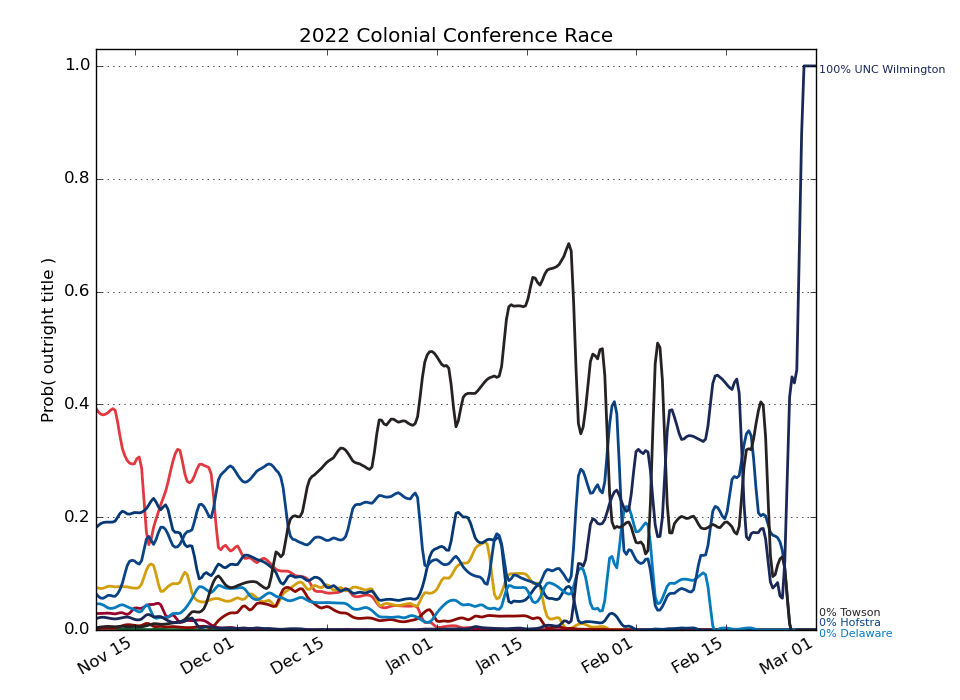 2022 Colonial Conference Race
1.0
0.8
0.6
0.4
0.2
0.0
Prob( outright title )
100% UNC Wilmington
0% Towson
0% Hofstra
0% Delaware
Nov 15
Dec 01
Dec 15
Jan 01
Jan 15
Feb 01
Feb 15
Mar 01